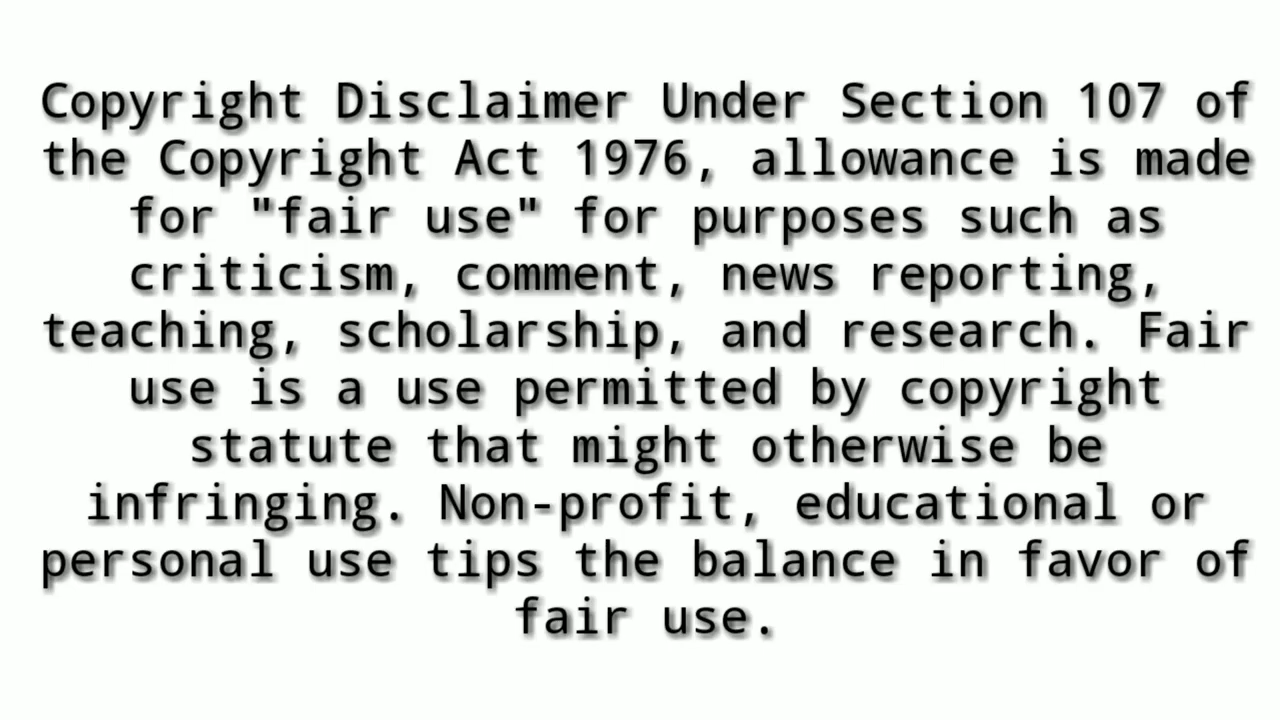 Copyright Disclaimer Under Section 107 of
the Copyright Act 1976, allowance is made
for "fair use" for purposes such as
criticism, comment, news reporting,
teaching, scholarship, and research. Fair
use is a use permitted by copyright
statute that might otherwise be
infringing. Non-profit, educational or
personal use tips the balance in favor of
fair use.